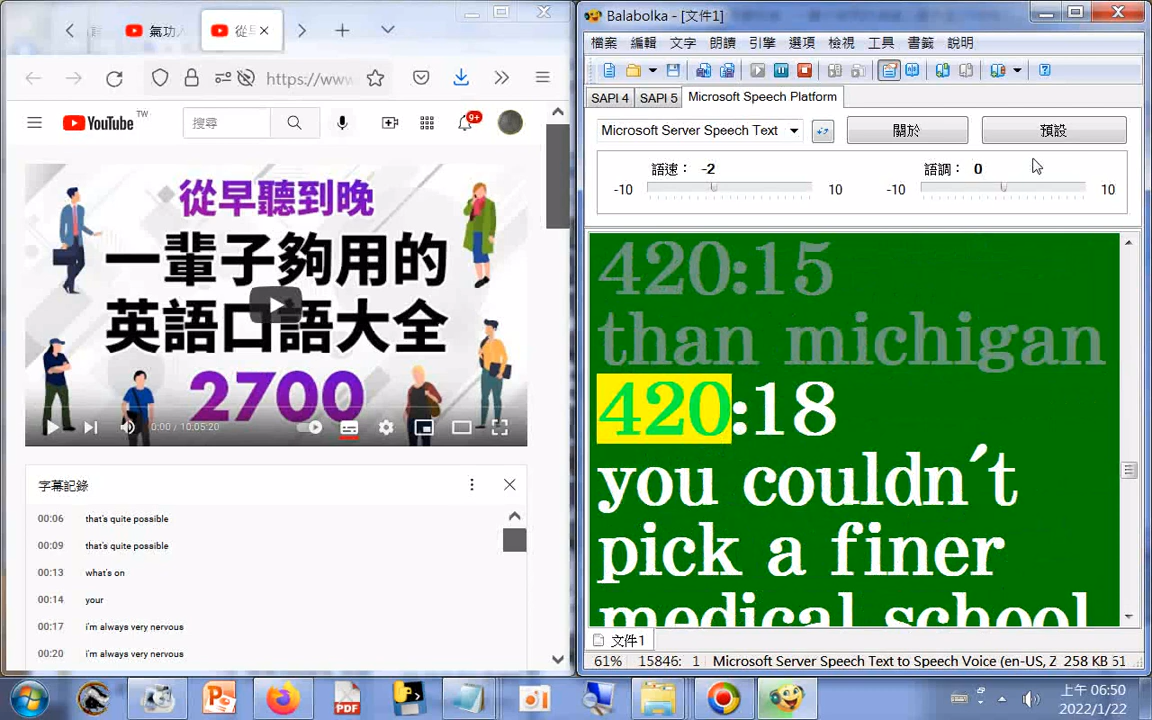 氣功
從
https://www
YouTube TW
搜尋
9+
從早聽到晚
一輩子夠用的
英語口語大全
2700
0:00 / 10:05:20
字幕記錄
00:06 that's quite possible
00:09 that's quite possible
00:13 what's on
00:14 your
00:17 i'm always very nervous
00:20 i'm always very nervous
Balabolka - [文件1]
檔案 編輯 文字 朗讀 引擎 選項 檢視 工具 書籤 說明
SAPI 4 SAPI 5 Microsoft Speech Platform
Microsoft Server Speech Text 關於 預設
語速： -2 語調： 0
-10 10 -10 10
420:15
than michigan
420:18
you couldn't
pick a finer
medical school
文件1
61% 15846: 1 Microsoft Server Speech Text to Speech Voice (en-US, Z 258 KB 51
PDF
上午 06:50
2022/1/22